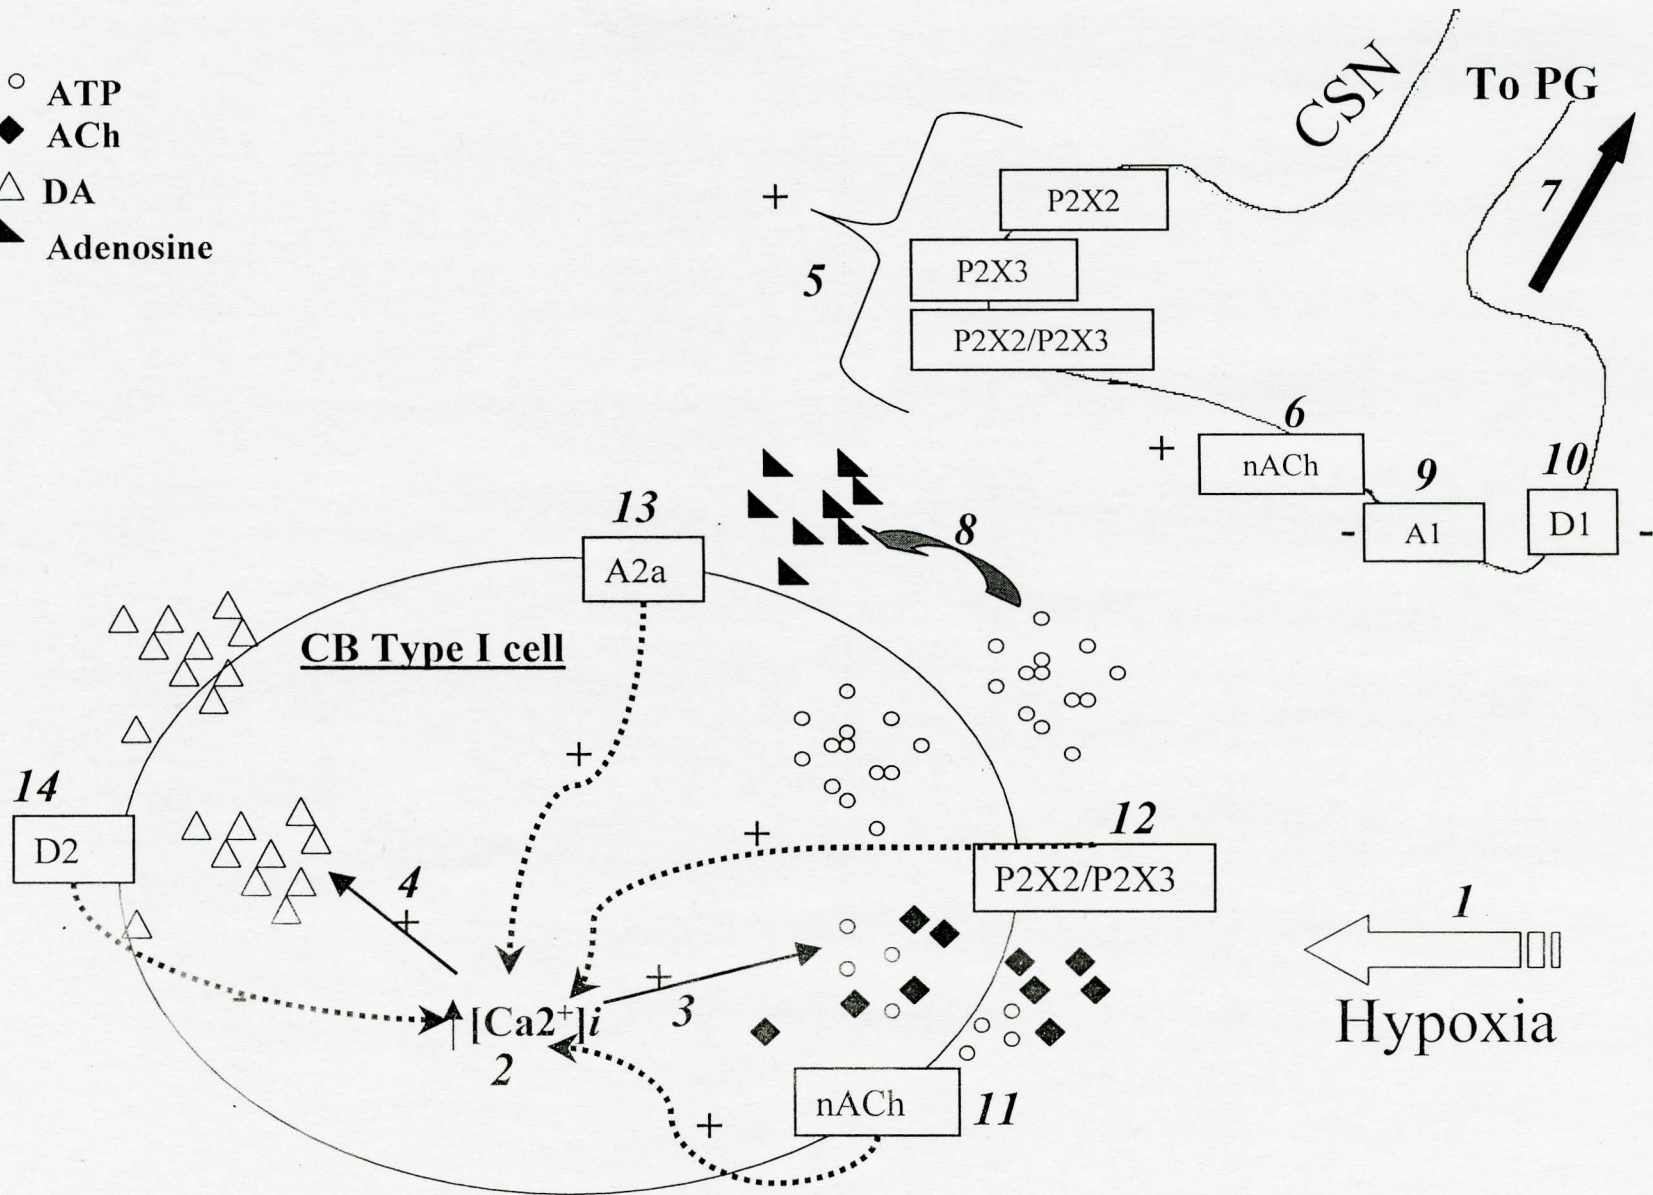 ATP
ACh
DA
Adenosine
CSN
To PG
7
+
5
P2X2
P2X3
P2X2/P2X3
6
+
nACh
9
-
A1
10
D1
-
13
A2a
8
CB Type I cell
+
14
D2
12
+
P2X2/P2X3
4
+
1
Hypoxia
+
3
-
[Ca2+]i
2
nACh
11
+